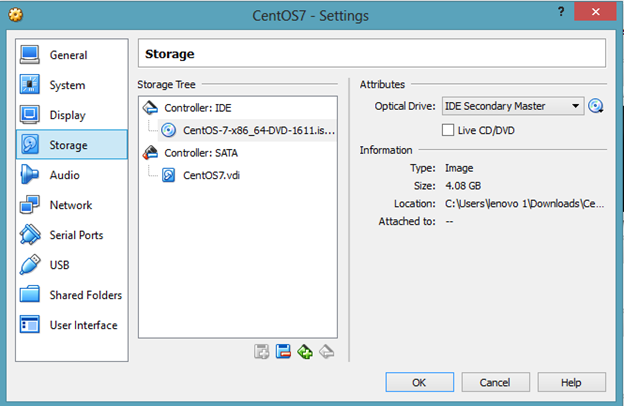 CentOS7 - Settings
?
General
System
Display
Storage
Audio
Network
Serial Ports
USB
Shared Folders
User Interface
Storage
Storage Tree
Controller: IDE
CentOS-7-x86_64-DVD-1611.is...
Controller: SATA
CentOS7.vdi
Attributes
Optical Drive: IDE Secondary Master
Live CD/DVD
Information
Type: Image
Size: 4.08 GB
Location: C:\Users\lenovo 1\Downloads\Ce...
Attached to: --
OK
Cancel
Help